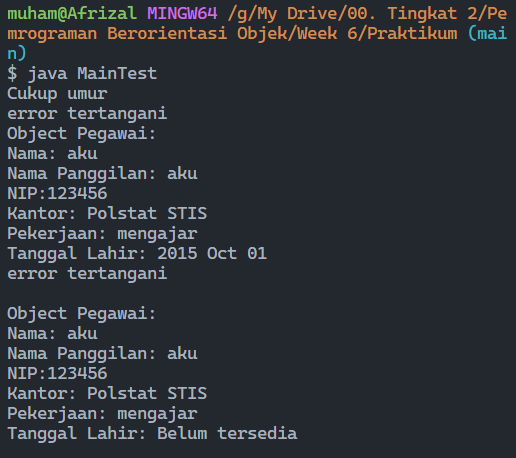 muham@Afrizal MINGW64 /g/My Drive/00. Tingkat 2/Pe
mrograman Berorientasi Objek/Week 6/Praktikum (mai
n)
$ java MainTest
Cukup umur
error tertangani
Object Pegawai:
Nama: aku
Nama Panggilan: aku
NIP:123456
Kantor: Polstat STIS
Pekerjaan: mengajar
Tanggal Lahir: 2015 Oct 01
error tertangani

Object Pegawai:
Nama: aku
Nama Panggilan: aku
NIP:123456
Kantor: Polstat STIS
Pekerjaan: mengajar
Tanggal Lahir: Belum tersedia